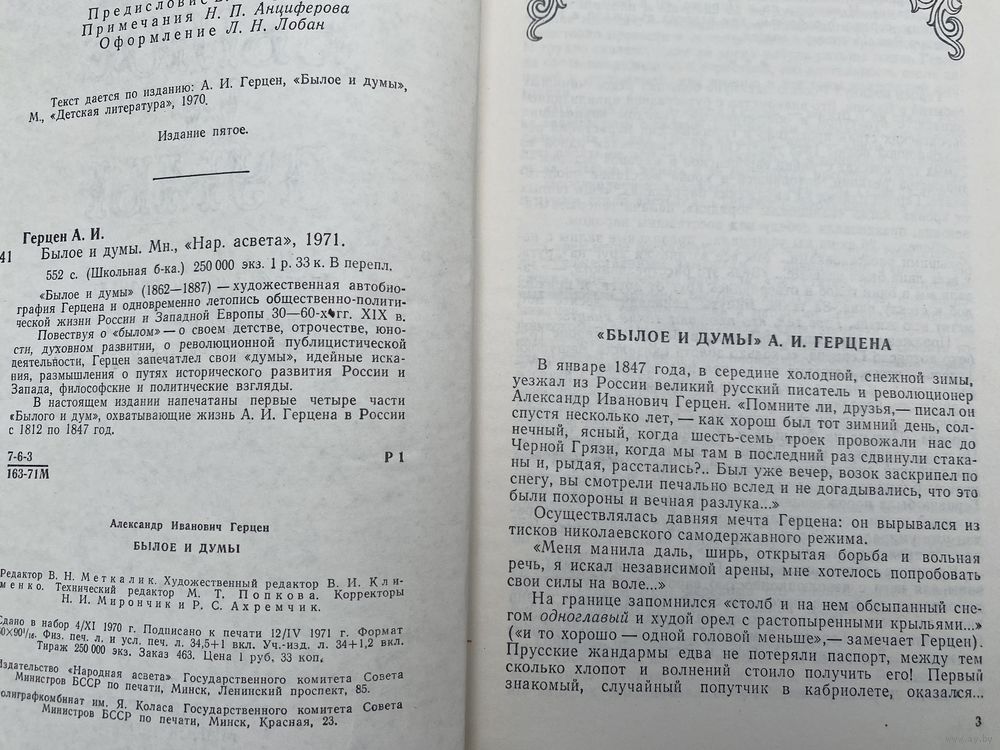 Предисловие
Примечания Н. П. Анциферова
Оформление Л. Н. Лобан
Текст дается по изданию: А. И. Герцен, «Былое и думы»,
М., «Детская литература», 1970.
Издание пятое.
Герцен А. И.
41 Былое и думы. Мн., «Нар. асвета», 1971.
552 с. (Школьная б-ка.) 250 000 экз. 1 р. 33 к. В перепл.
«Былое и думы» (1862—1887) — художественная автобио-
графия Герцена и одновременно летопись общественно-полити-
ческой жизни России и Западной Европы 30—60-х гг. XIX в.
Повествуя о «былом» — о своем детстве, отрочестве, юно-
сти, духовном развитии, о революционной публицистической
деятельности, Герцен запечатлел свои «думы», идейные иска-
ния, размышления о путях исторического развития России и
Запада, философские и политические взгляды.
В настоящем издании напечатаны первые четыре части
«Былого и дум», охватывающие жизнь А. И. Герцена в России
с 1812 по 1847 год.
7-6-3
163-71М
Р 1
Александр Иванович Герцен
БЫЛОЕ И ДУМЫ
Редактор В. Н. Меткалик. Художественный редактор В. И. Кли-
менко. Технический редактор М. Т. Попкова. Корректоры
Н. И. Мирончик и Р. С. Ахремчик.
Сдано в набор 4/XI 1970 г. Подписано к печати 12/IV 1971 г. Формат
60×90¹/₁₆. Физ. печ. л. и усл. печ. л. 34,5+1 вкл. Уч.-изд. л. 34+1,2 вкл.
Тираж 250 000 экз. Заказ 463. Цена 1 руб. 33 коп.
Издательство «Народная асвета» Государственного комитета Совета
Министров БССР по печати, Минск, Ленинский проспект, 85.
Полиграфкомбинат им. Я. Коласа Государственного комитета Совета
Министров БССР по печати, Минск, Красная, 23.
«БЫЛОЕ И ДУМЫ» А. И. ГЕРЦЕНА
В январе 1847 года, в середине холодной, снежной зимы,
уезжал из России великий русский писатель и революционер
Александр Иванович Герцен. «Помните ли, друзья,— писал он
спустя несколько лет, — как хорош был тот зимний день, сол-
нечный, ясный, когда шесть-семь троек провожали нас до
Черной Грязи, когда мы там в последний раз сдвинули стака-
ны и, рыдая, расстались?.. Был уже вечер, возок заскрипел по
снегу, вы смотрели печально вслед и не догадывались, что это
были похороны и вечная разлука...»
Осуществлялась давняя мечта Герцена: он вырывался из
тисков николаевского самодержавного режима.
«Меня манила даль, ширь, открытая борьба и вольная
речь, я искал независимой арены, мне хотелось попробовать
свои силы на воле...»
На границе запомнился «столб и на нем обсыпанный сне-
гом одноглавый и худой орел с растопыренными крыльями...»
(«и то хорошо — одной головой меньше»,— замечает Герцен).
Прусские жандармы едва не потеряли паспорт, между тем
сколько хлопот и волнений стоило получить его! Первый
знакомый, случайный попутчик в кабриолете, оказался...
3
www.ay.by